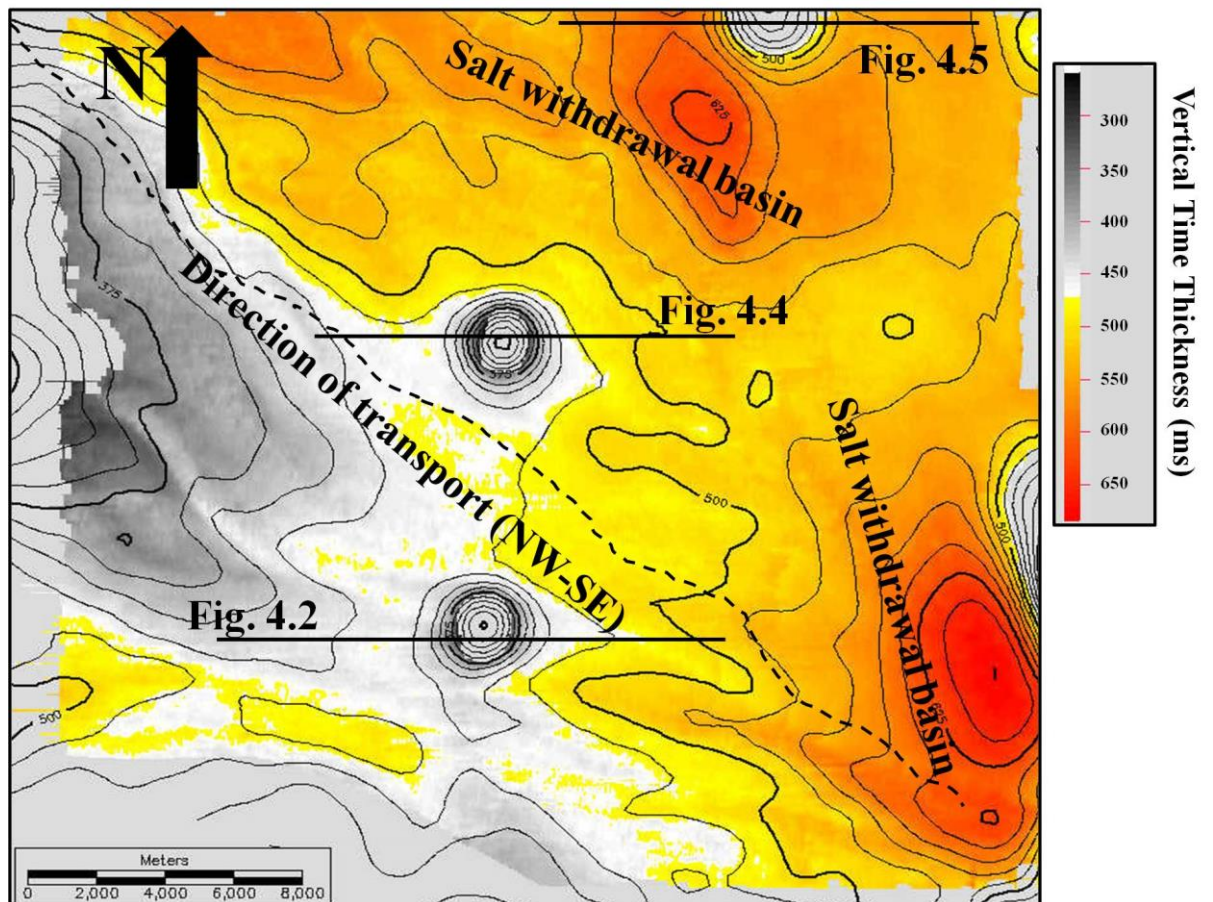 N
Fig. 4.5
500
Salt withdrawal basin
625
Fig. 4.4
375
375
Direction of transport (NW-SE)
500
Salt withdrawal basin
500
Fig. 4.2
500
Meters
0 2,000 4,000 6,000 8,000
300
350
400
450
500
550
600
650
Vertical Time Thickness (ms)